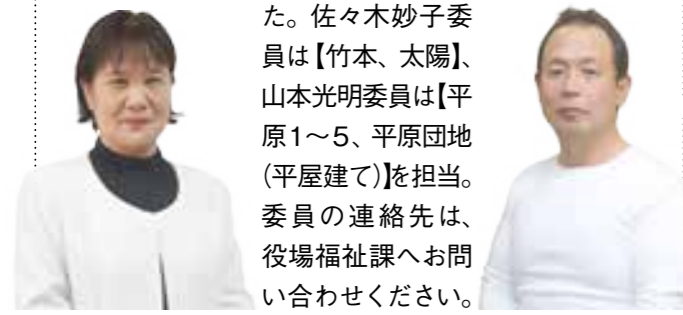 た。佐々木妙子委
員は【竹本、太陽】、
山本光明委員は【平
原1～5、平原団地
（平屋建て）】を担当。
委員の連絡先は、
役場福祉課へお問
い合わせください。